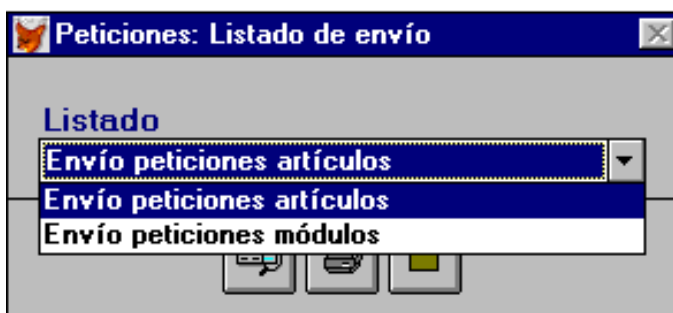 Peticiones: Listado de envío
Listado
Envío peticiones artículos
Envío peticiones artículos
Envío peticiones módulos